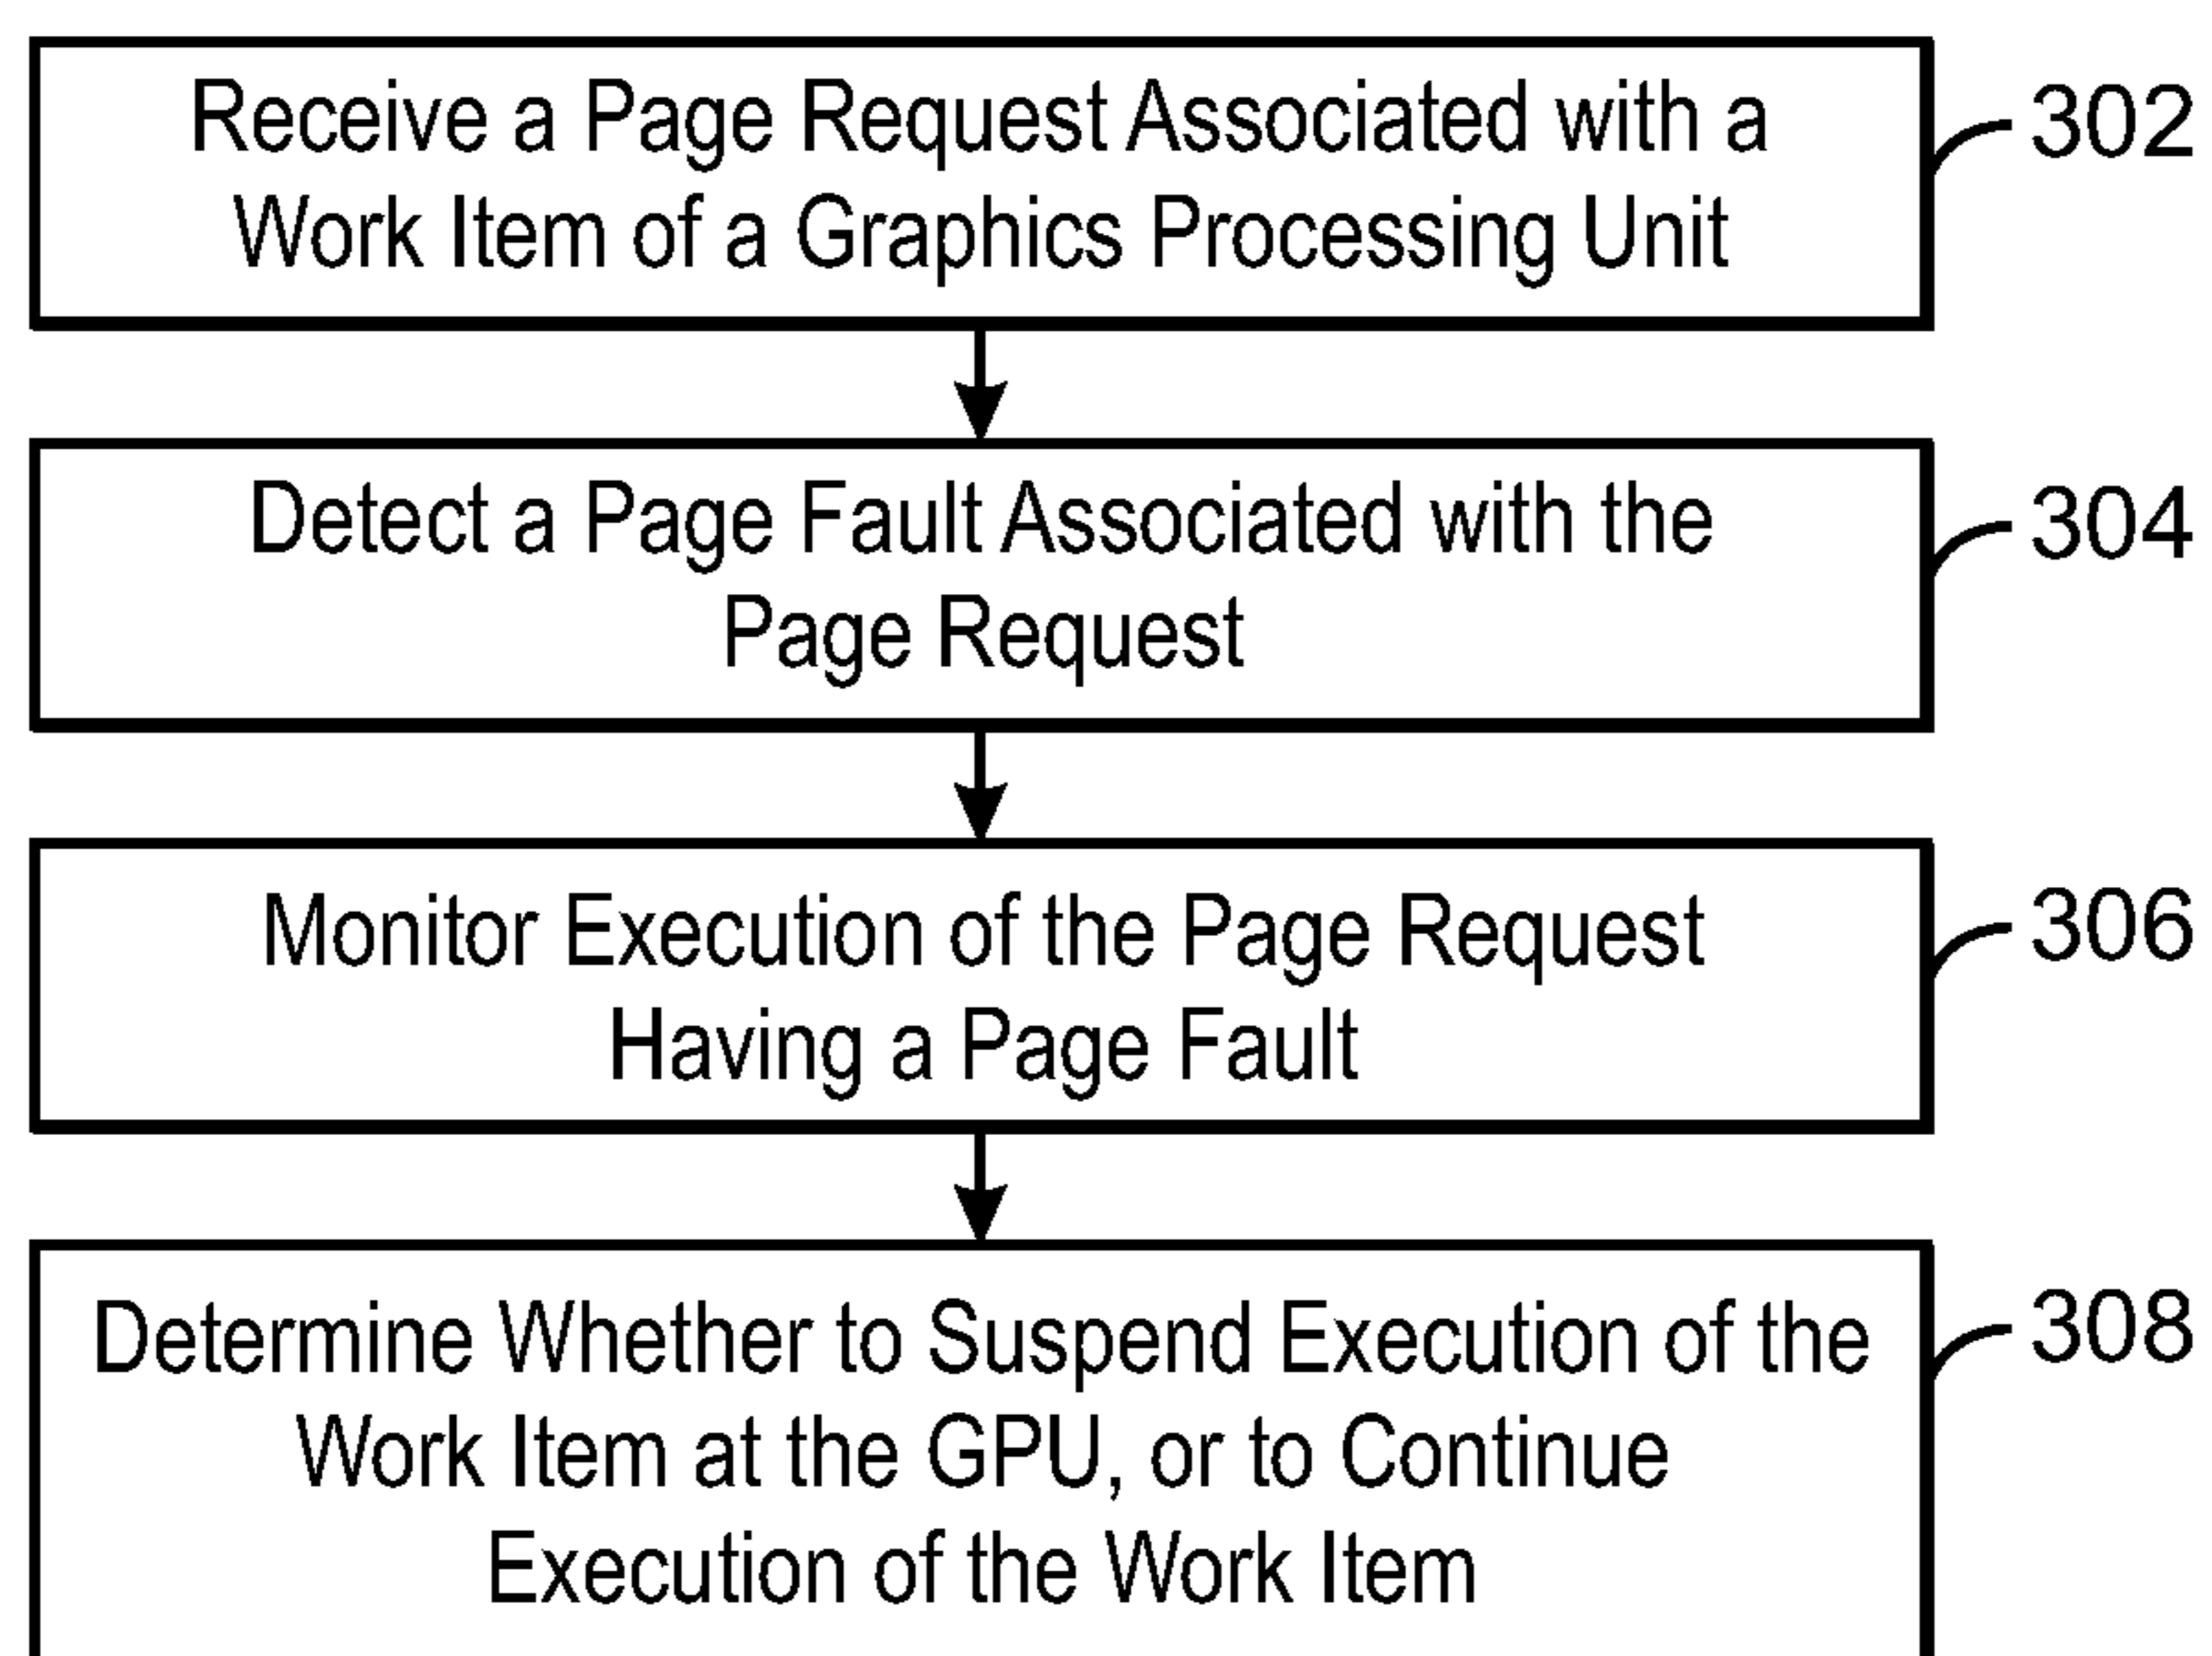 Receive a Page Request Associated with a
Work Item of a Graphics Processing Unit
302
Detect a Page Fault Associated with the
Page Request
304
Monitor Execution of the Page Request
Having a Page Fault
306
Determine Whether to Suspend Execution of the
Work Item at the GPU, or to Continue
Execution of the Work Item
308